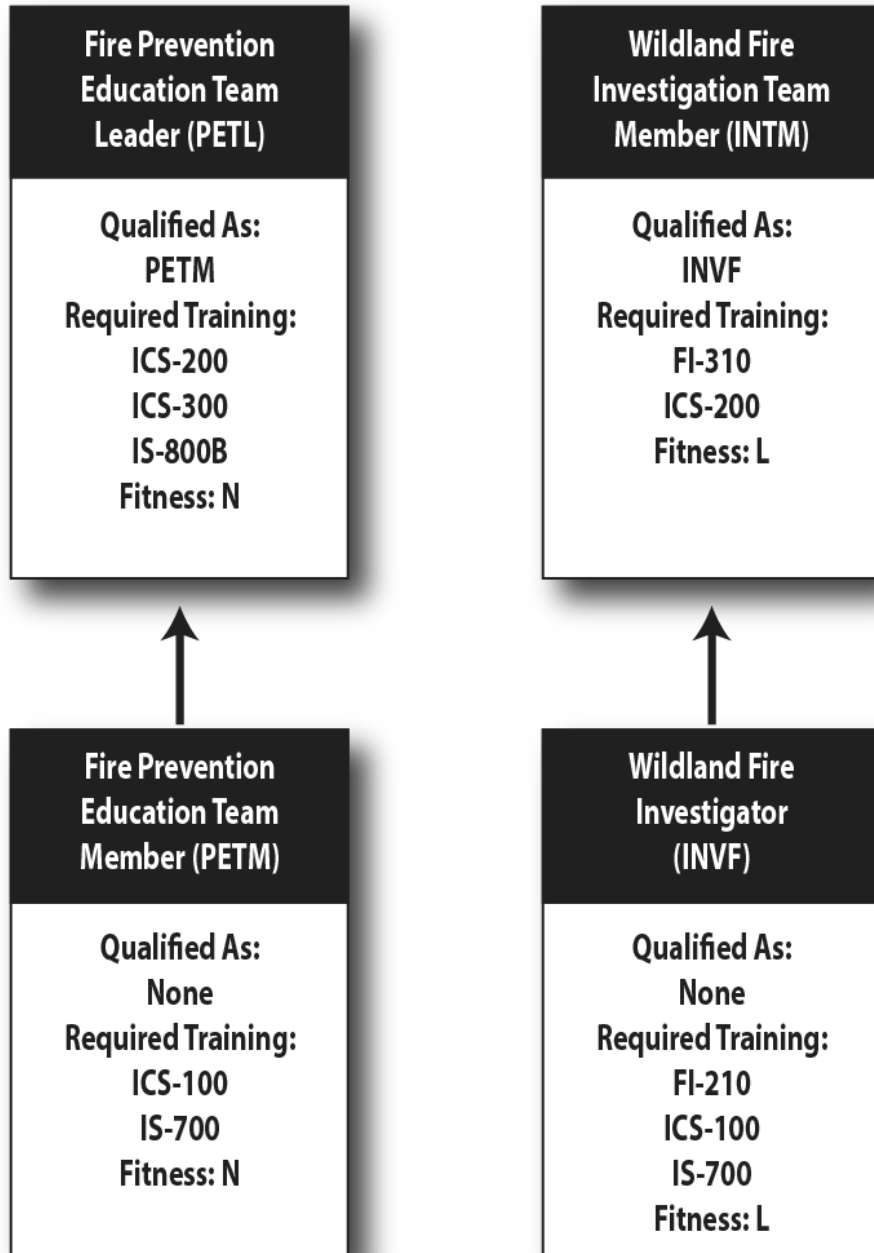 Fire Prevention
Education Team
Leader (PETL)
Qualified As:
PETM
Required Training:
ICS-200
ICS-300
IS-800B
Fitness: N
Wildland Fire
Investigation Team
Member (INTM)
Qualified As:
INVF
Required Training:
FI-310
ICS-200
Fitness: L
Fire Prevention
Education Team
Member (PETM)
Qualified As:
None
Required Training:
ICS-100
IS-700
Fitness: N
Wildland Fire
Investigator
(INVF)
Qualified As:
None
Required Training:
FI-210
ICS-100
IS-700
Fitness: L